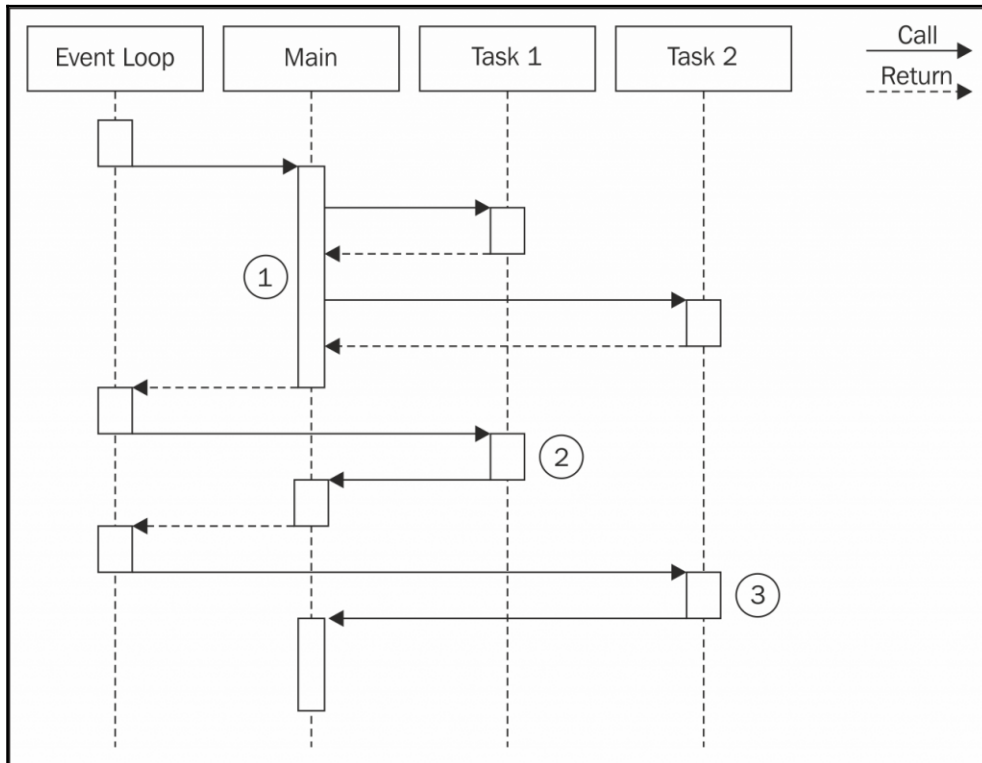 Event Loop
Main
Task 1
Task 2
Call
Return
1
2
3